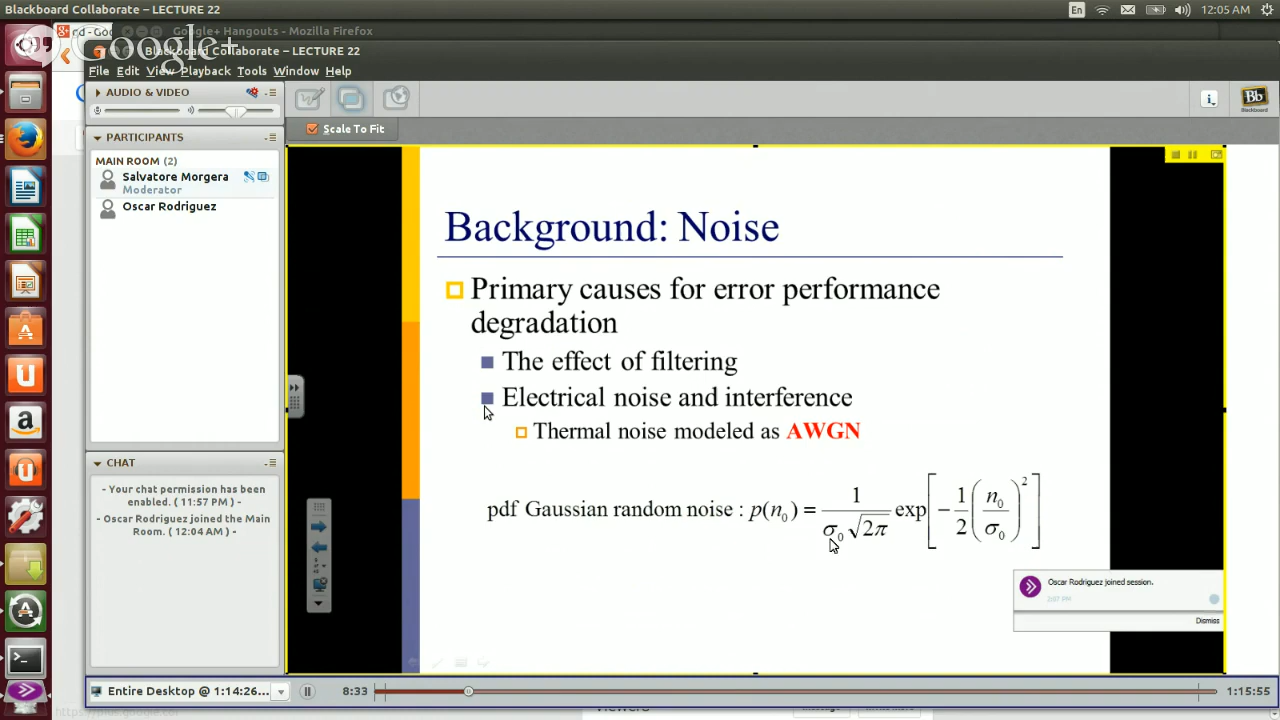 Blackboard Collaborate – LECTURE 22
En
12:05 AM
Google+ Hangouts - Mozilla Firefox
Google+
Blackboard Collaborate – LECTURE 22
File Edit View Playback Tools Window Help
AUDIO & VIDEO
Scale To Fit
Bb
Blackboard
PARTICIPANTS
MAIN ROOM (2)
Salvatore Morgera
Moderator
Oscar Rodriguez
CHAT
- Your chat permission has been
enabled. ( 11:57 PM ) -
- Oscar Rodriguez joined the Main
Room. ( 12:04 AM ) -
Background: Noise
Primary causes for error performance
degradation
The effect of filtering
Electrical noise and interference
Thermal noise modeled as AWGN
pdf Gaussian random noise : p(n₀) = 1/(σ₀√2π) exp[−1/2 (n₀/σ₀)²]
Oscar Rodriguez joined session.
Dismiss
Entire Desktop @ 1:14:26...
8:33
1:15:55